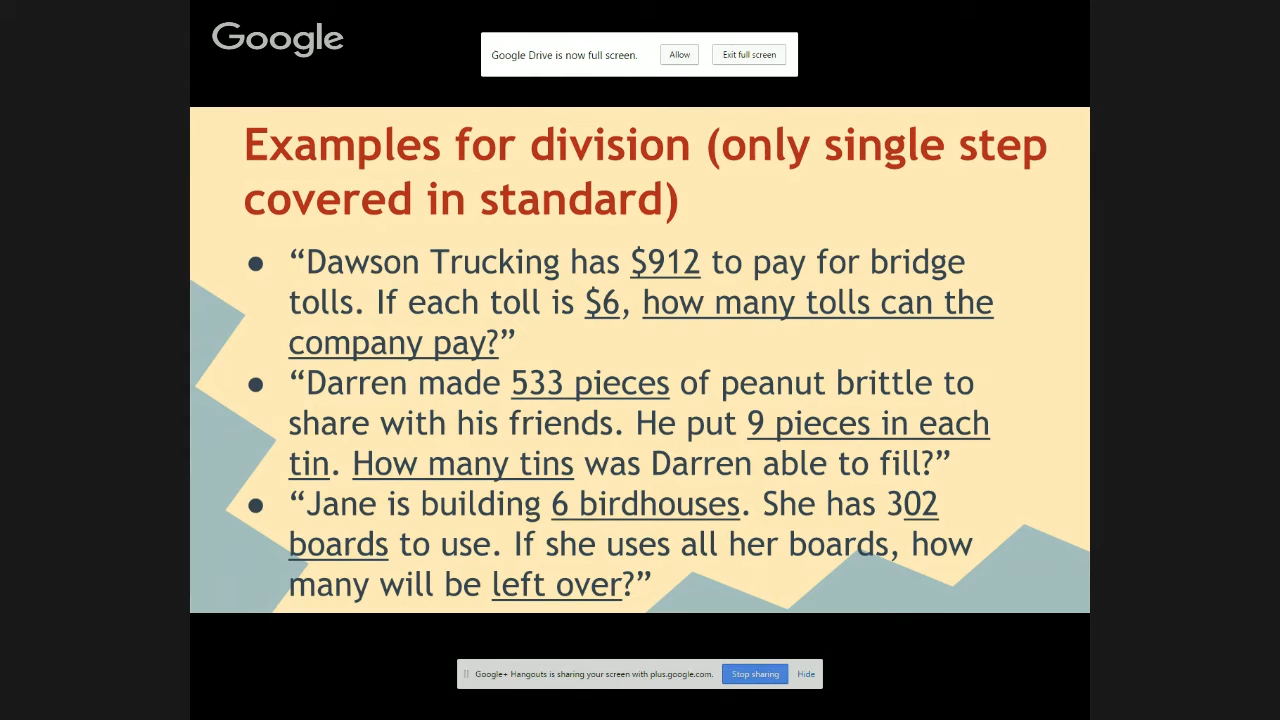 Google
Google Drive is now full screen. Allow Exit full screen
Examples for division (only single step
covered in standard)
● “Dawson Trucking has $912 to pay for bridge
tolls. If each toll is $6, how many tolls can the
company pay?”
● “Darren made 533 pieces of peanut brittle to
share with his friends. He put 9 pieces in each
tin. How many tins was Darren able to fill?”
● “Jane is building 6 birdhouses. She has 302
boards to use. If she uses all her boards, how
many will be left over?”
Google+ Hangouts is sharing your screen with plus.google.com. Stop sharing Hide